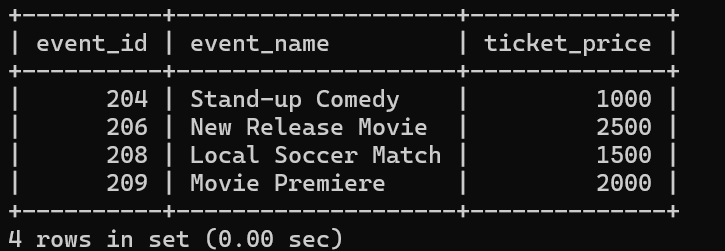 +----------+--------------------+--------------+
| event_id | event_name         | ticket_price |
+----------+--------------------+--------------+
|      204 | Stand-up Comedy    |         1000 |
|      206 | New Release Movie  |         2500 |
|      208 | Local Soccer Match |         1500 |
|      209 | Movie Premiere     |         2000 |
+----------+--------------------+--------------+
4 rows in set (0.00 sec)